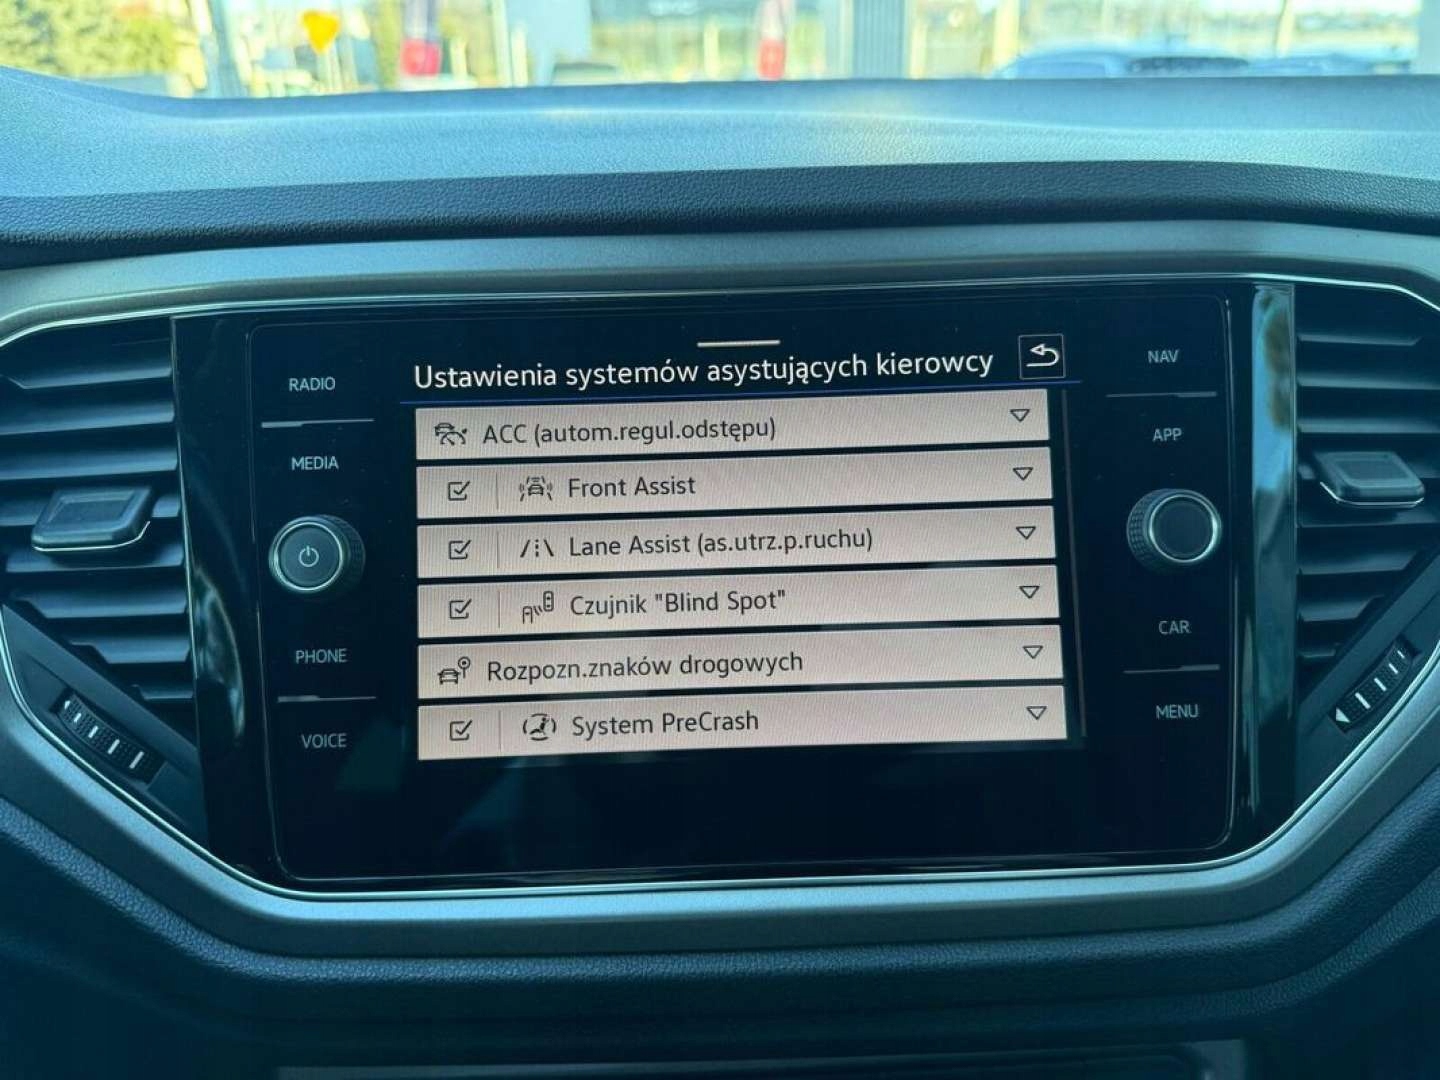 Ustawienia systemów asystujących kierowcy
ACC (autom.regul.odstępu)
Front Assist
Lane Assist (as.utrz.p.ruchu)
Czujnik "Blind Spot"
Rozpozn.znaków drogowych
System PreCrash
RADIO
MEDIA
PHONE
VOICE
NAV
APP
CAR
MENU